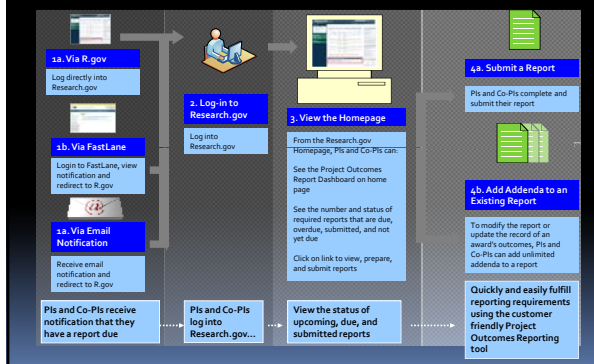 1a. Via R.gov
Log directly into
Research.gov
1b. Via FastLane
Login to FastLane, view
notification and
redirect to R.gov
1a. Via Email
Notification
Receive email
notification and
redirect to R.gov
PIs and Co-PIs receive
notification that they
have a report due
2. Log-in to
Research.gov
Log into
Research.gov
PIs and Co-PIs
log into
Research.gov...
3. View the Homepage
From the Research.gov
Homepage, PIs and Co-PIs can:
See the Project Outcomes
Report Dashboard on home
page
See the number and status of
required reports that are due,
overdue, submitted, and not
yet due
Click on link to view, prepare,
and submit reports
View the status of
upcoming, due, and
submitted reports
4a. Submit a Report
PIs and Co-PIs complete and
submit their report
4b. Add Addenda to an
Existing Report
To modify the report or
update the record of an
award's outcomes, PIs and
Co-PIs can add unlimited
addenda to a report
Quickly and easily fulfill
reporting requirements
using the customer
friendly Project
Outcomes Reporting
tool